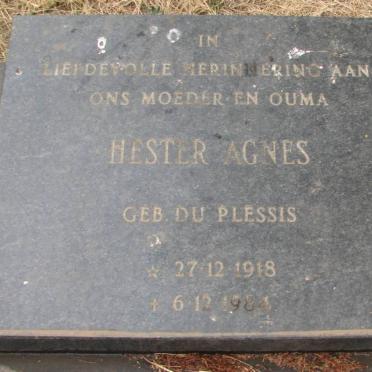 IN
LIEFDEVOLLE HERINNERING AAN
ONS MOEDER EN OUMA
HESTER AGNES
GEB. DU PLESSIS
☆ 27·12·1918
+ 6·12·1984